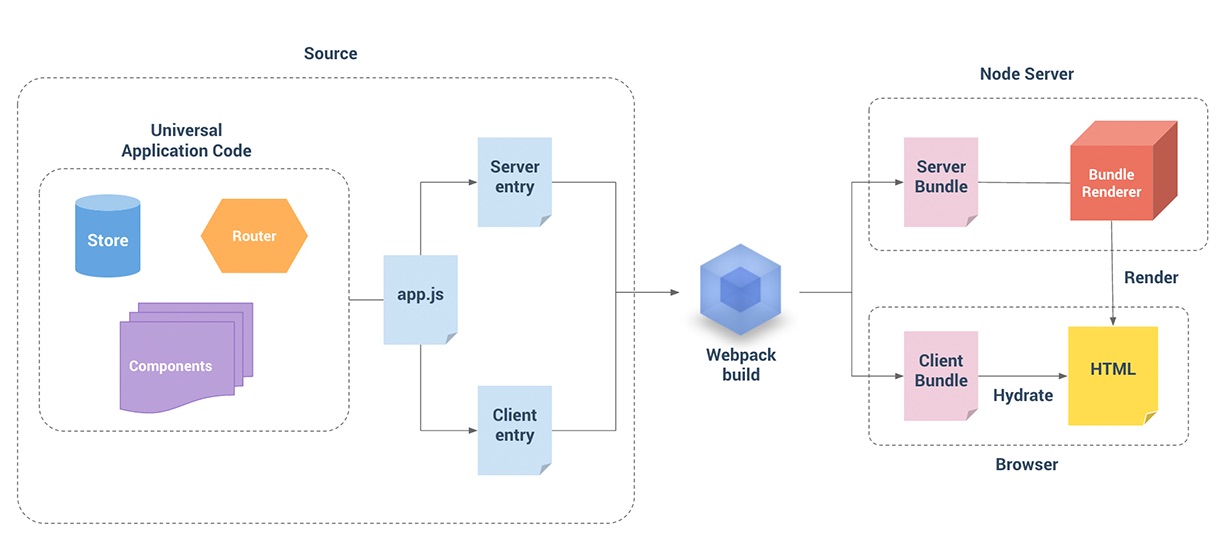 Source
Universal
Application Code
Store
Router
Components
app.js
Server
entry
Client
entry
Webpack
build
Node Server
Server
Bundle
Bundle
Renderer
Render
Client
Bundle
Hydrate
HTML
Browser